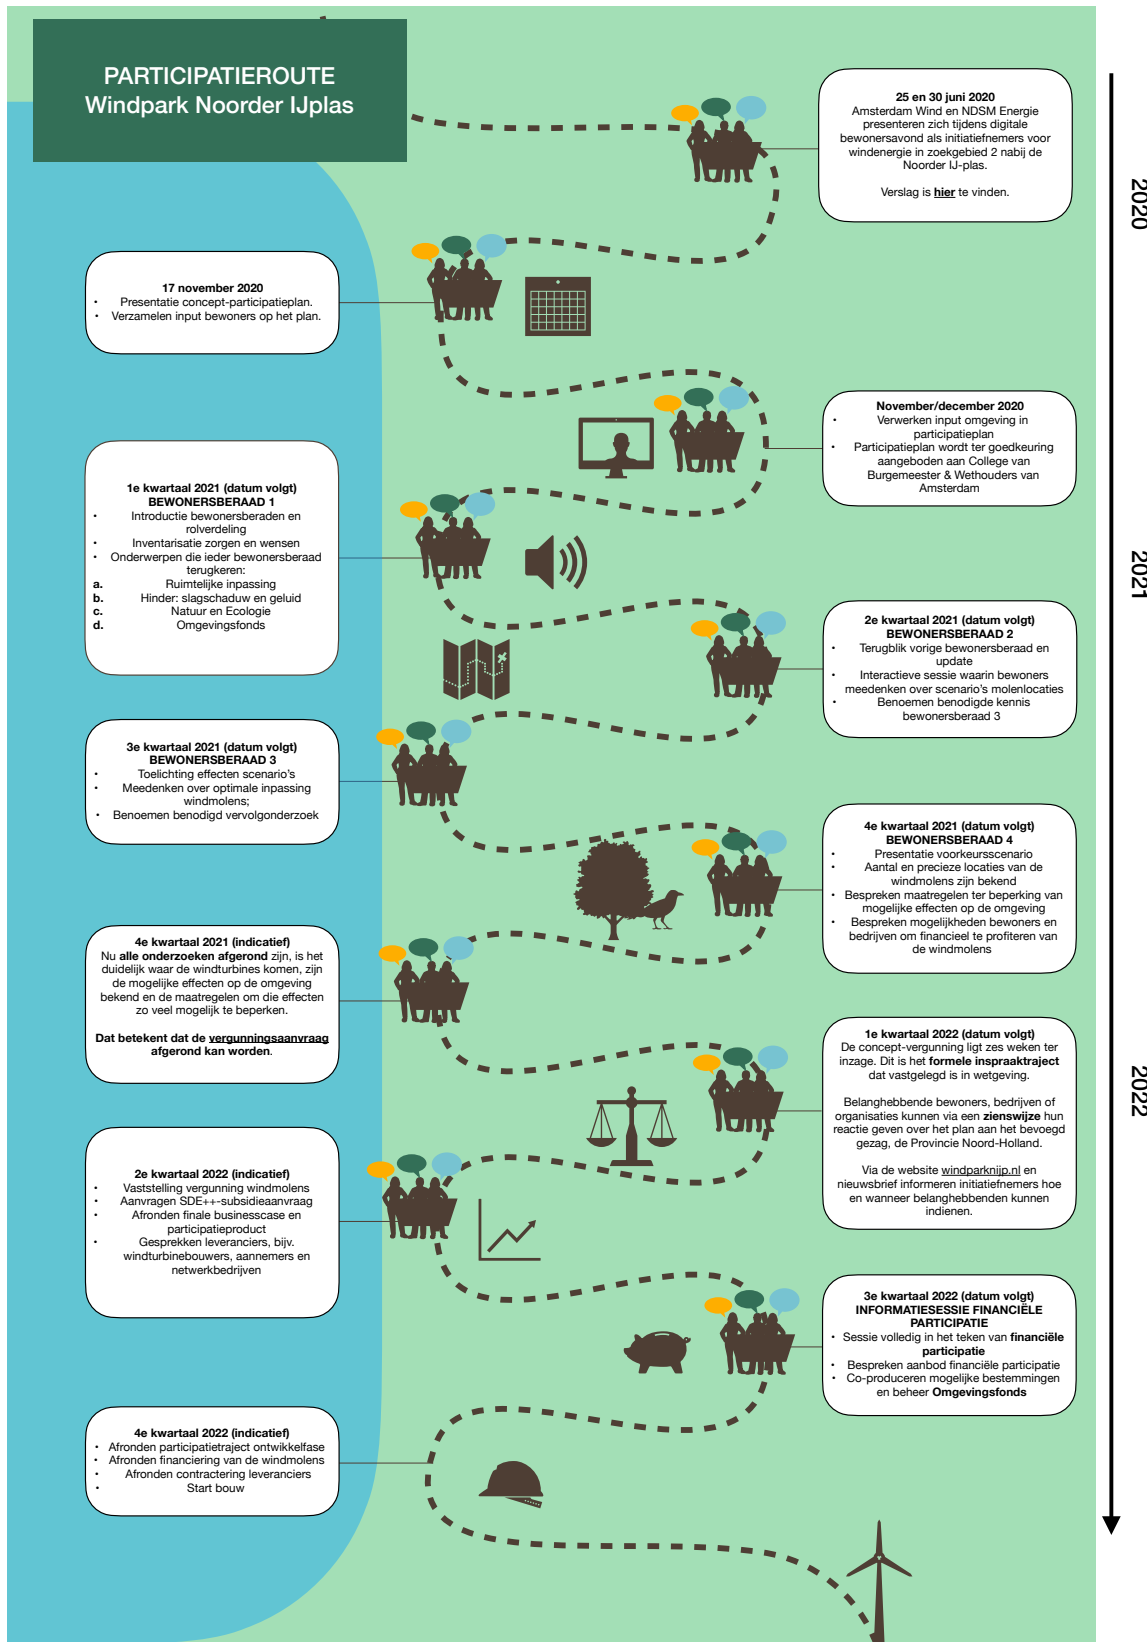 PARTICIPATIEROUTE
Windpark Noorder IJplas
25 en 30 juni 2020
Amsterdam Wind en NDSM Energie
presenteren zich tijdens digitale
bewonersavond als initiatiefnemers voor
windenergie in zoekgebied 2 nabij de
Noorder IJ-plas.
Verslag is hier te vinden.
2020
17 november 2020
• Presentatie concept-participatieplan.
• Verzamelen input bewoners op het plan.
November/december 2020
• Verwerken input omgeving in
participatieplan
• Participatieplan wordt ter goedkeuring
aangeboden aan College van
Burgemeester & Wethouders van
Amsterdam
1e kwartaal 2021 (datum volgt)
BEWONERSBERAAD 1
• Introductie bewonersberaden en
rolverdeling
• Inventarisatie zorgen en wensen
• Onderwerpen die ieder bewonersberaad
terugkeren:
a. Ruimtelijke inpassing
b. Hinder: slagschaduw en geluid
c. Natuur en Ecologie
d. Omgevingsfonds
2021
2e kwartaal 2021 (datum volgt)
BEWONERSBERAAD 2
• Terugblik vorige bewonersberaad en
update
• Interactieve sessie waarin bewoners
meedenken over scenario's molenlocaties
• Benoemen benodigde kennis
bewonersberaad 3
3e kwartaal 2021 (datum volgt)
BEWONERSBERAAD 3
• Toelichting effecten scenario's
• Meedenken over optimale inpassing
windmolens;
• Benoemen benodigd vervolgonderzoek
4e kwartaal 2021 (datum volgt)
BEWONERSBERAAD 4
• Presentatie voorkeursscenario
• Aantal en precieze locaties van de
windmolens zijn bekend
• Bespreken maatregelen ter beperking van
mogelijke effecten op de omgeving
• Bespreken mogelijkheden bewoners en
bedrijven om financieel te profiteren van
de windmolens
4e kwartaal 2021 (indicatief)
Nu alle onderzoeken afgerond zijn, is het
duidelijk waar de windturbines komen, zijn
de mogelijke effecten op de omgeving
bekend en de maatregelen om die effecten
zo veel mogelijk te beperken.
Dat betekent dat de vergunningsaanvraag
afgerond kan worden.
1e kwartaal 2022 (datum volgt)
De concept-vergunning ligt zes weken ter
inzage. Dit is het formele inspraaktraject
dat vastgelegd is in wetgeving.
Belanghebbende bewoners, bedrijven of
organisaties kunnen via een zienswijze hun
reactie geven over het plan aan het bevoegd
gezag, de Provincie Noord-Holland.
Via de website windparknijp.nl en
nieuwsbrief informeren initiatiefnemers hoe
en wanneer belanghebbenden kunnen
indienen.
2022
2e kwartaal 2022 (indicatief)
• Vaststelling vergunning windmolens
• Aanvragen SDE++-subsidieaanvraag
• Afronden finale businesscase en
participatieproduct
• Gesprekken leveranciers, bijv.
windturbinebouwers, aannemers en
netwerkbedrijven
3e kwartaal 2022 (datum volgt)
INFORMATIESESSIE FINANCIËLE
PARTICIPATIE
• Sessie volledig in het teken van financiële
participatie
• Bespreken aanbod financiële participatie
• Co-produceren mogelijke bestemmingen
en beheer Omgevingsfonds
4e kwartaal 2022 (indicatief)
• Afronden participatietraject ontwikkelfase
• Afronden financiering van de windmolens
• Afronden contractering leveranciers
• Start bouw